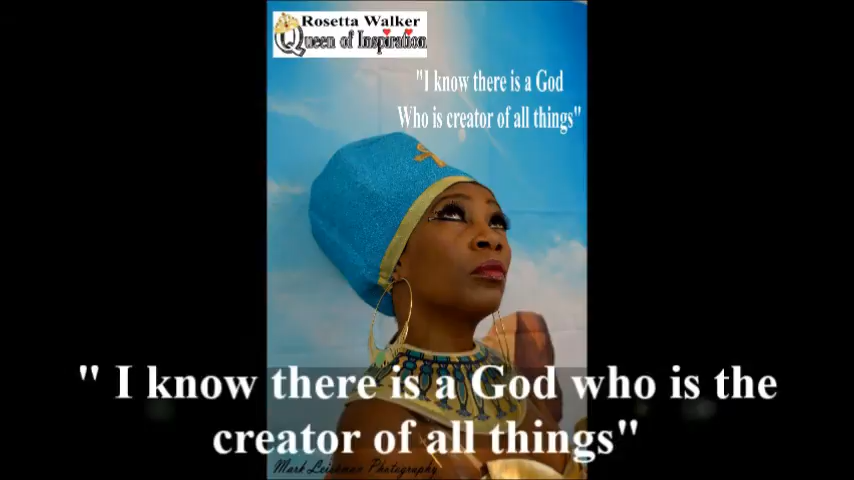 Rosetta Walker
Queen of Inspiration
"I know there is a God
Who is creator of all things"
" I know there is a God who is the
creator of all things"
Mark Leishman Photography